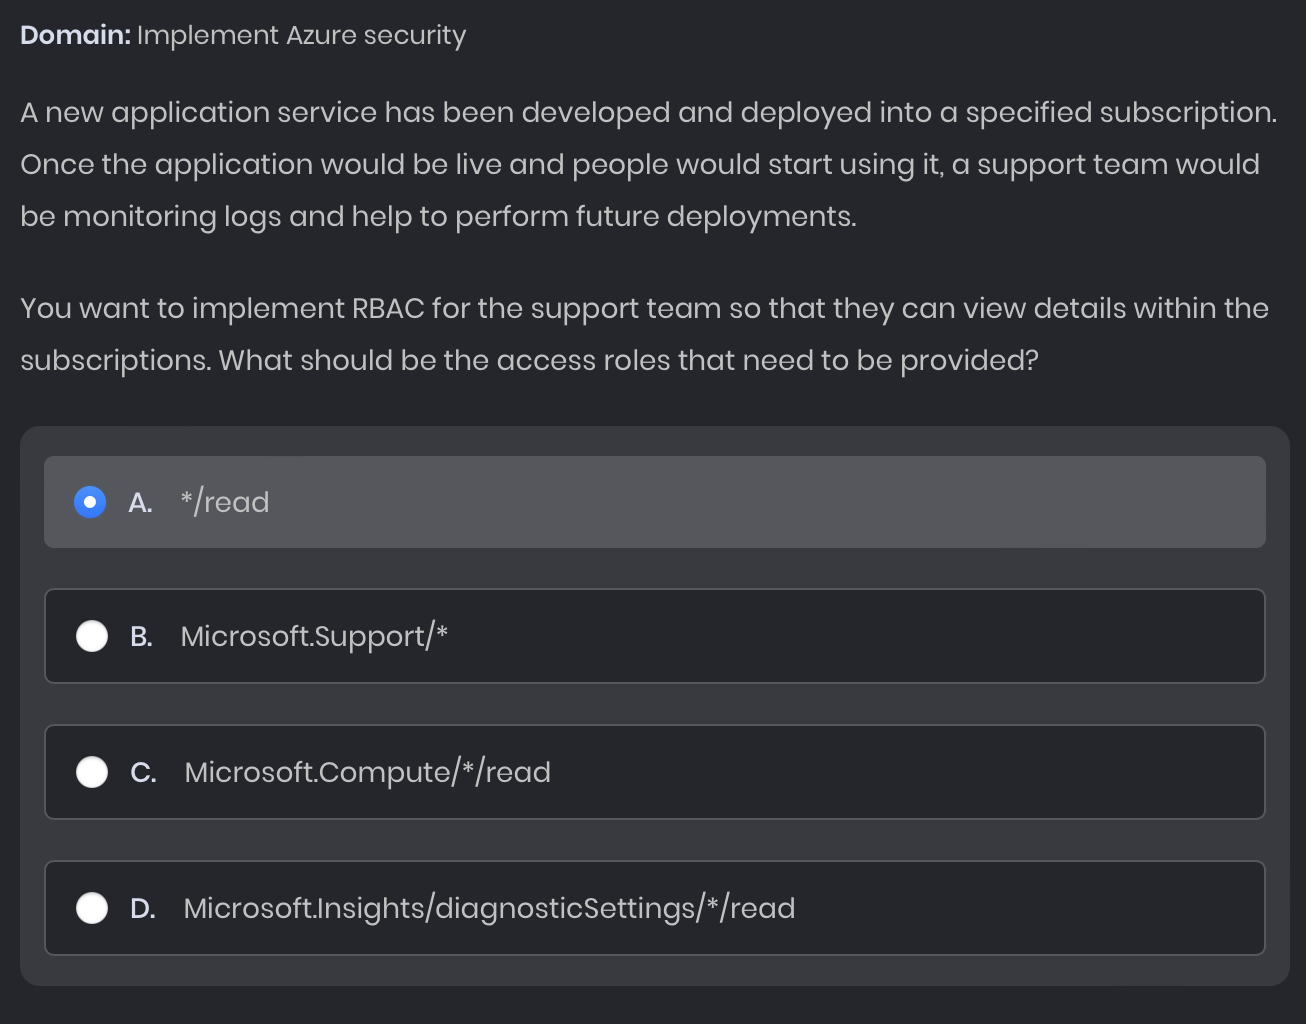 Domain: Implement Azure security
A new application service has been developed and deployed into a specified subscription.
Once the application would be live and people would start using it, a support team would
be monitoring logs and help to perform future deployments.
You want to implement RBAC for the support team so that they can view details within the
subscriptions. What should be the access roles that need to be provided?
A. */read
B. Microsoft.Support/*
C. Microsoft.Compute/*/read
D. Microsoft.Insights/diagnosticSettings/*/read